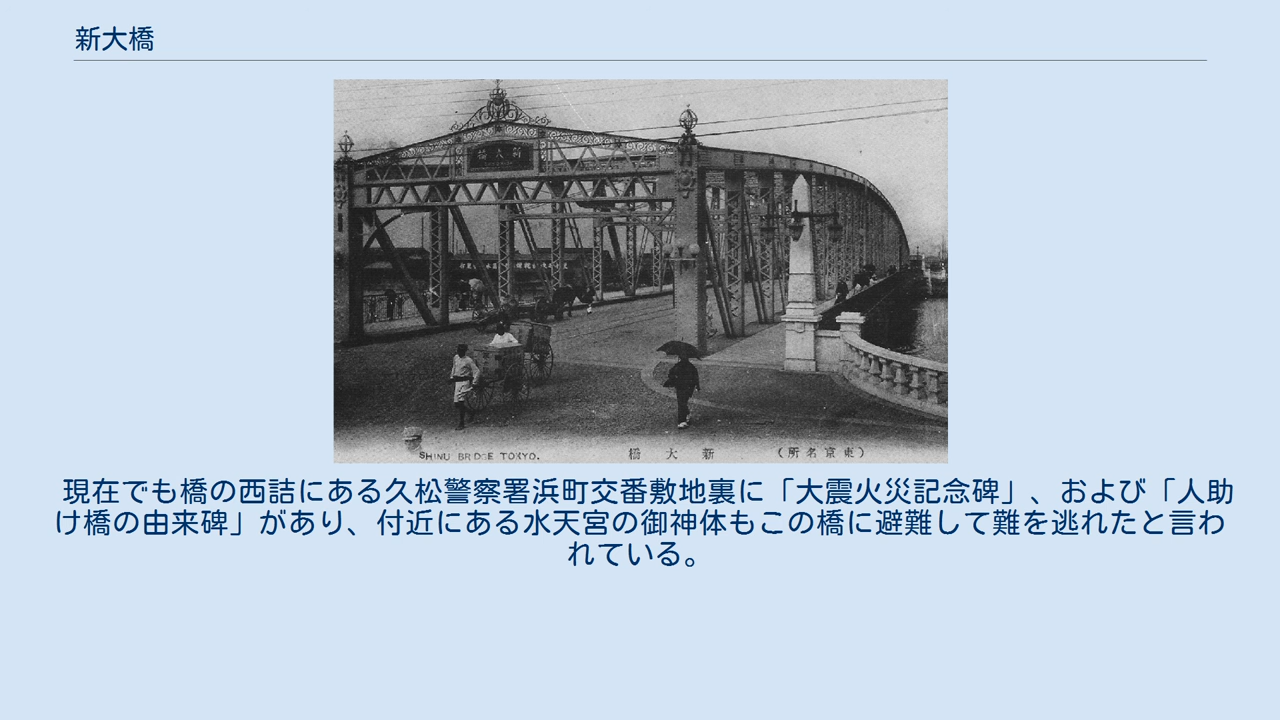 新大橋
新大橋
SHINU BRIDGE TOKYO.
橋大新
(所名京東)
現在でも橋の西詰にある久松警察署浜町交番敷地裏に「大震火災記念碑」、および「人助
け橋の由来碑」があり、付近にある水天宮の御神体もこの橋に避難して難を逃れたと言わ
れている。